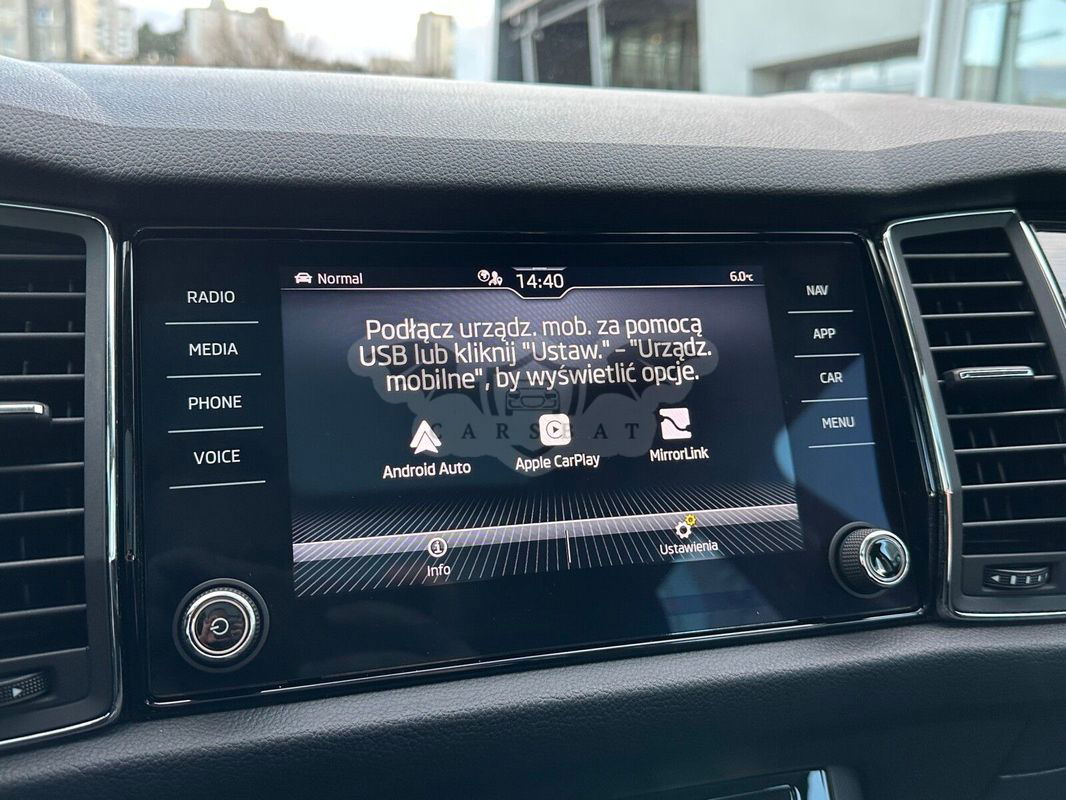 Normal
14:40
6.0°C
RADIO
MEDIA
PHONE
VOICE
NAV
APP
CAR
MENU
Podłącz urządz. mob. za pomocą
USB lub kliknij "Ustaw." – "Urządz.
mobilne", by wyświetlić opcje.
CARSEAT
Android Auto
Apple CarPlay
MirrorLink
Info
Ustawienia